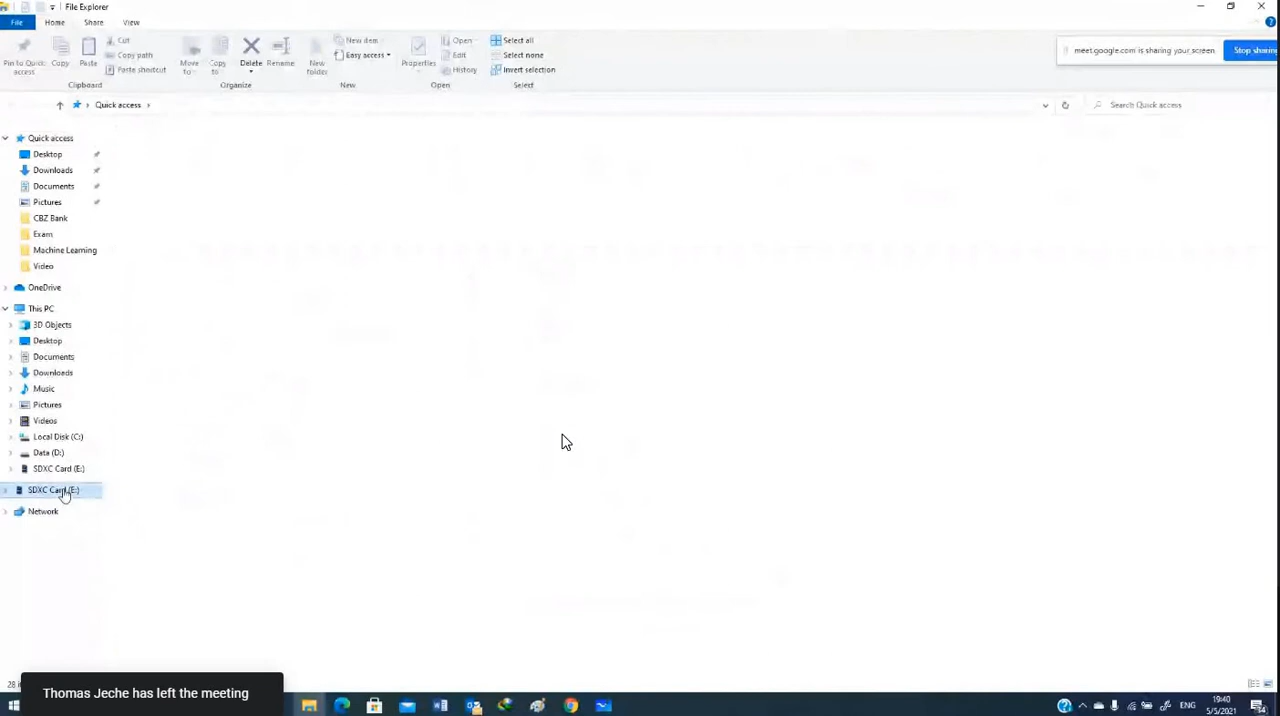 File Explorer
File Home Share View
Pin to Quick access
Copy
Paste
Cut
Copy path
Paste shortcut
Clipboard
Move to
Copy to
Delete
Rename
Organize
New folder
New item
Easy access
New
Properties
Open
Edit
History
Open
Select all
Select none
Invert selection
Select
meet.google.com is sharing your screen
Stop sharing
Quick access
Search Quick access
Quick access
Desktop
Downloads
Documents
Pictures
CBZ Bank
Exam
Machine Learning
Video
OneDrive
This PC
3D Objects
Desktop
Documents
Downloads
Music
Pictures
Videos
Local Disk (C:)
Data (D:)
SDXC Card (E:)
SDXC Card (E:)
Network
28
Thomas Jeche has left the meeting
ENG
19:40
5/5/2021